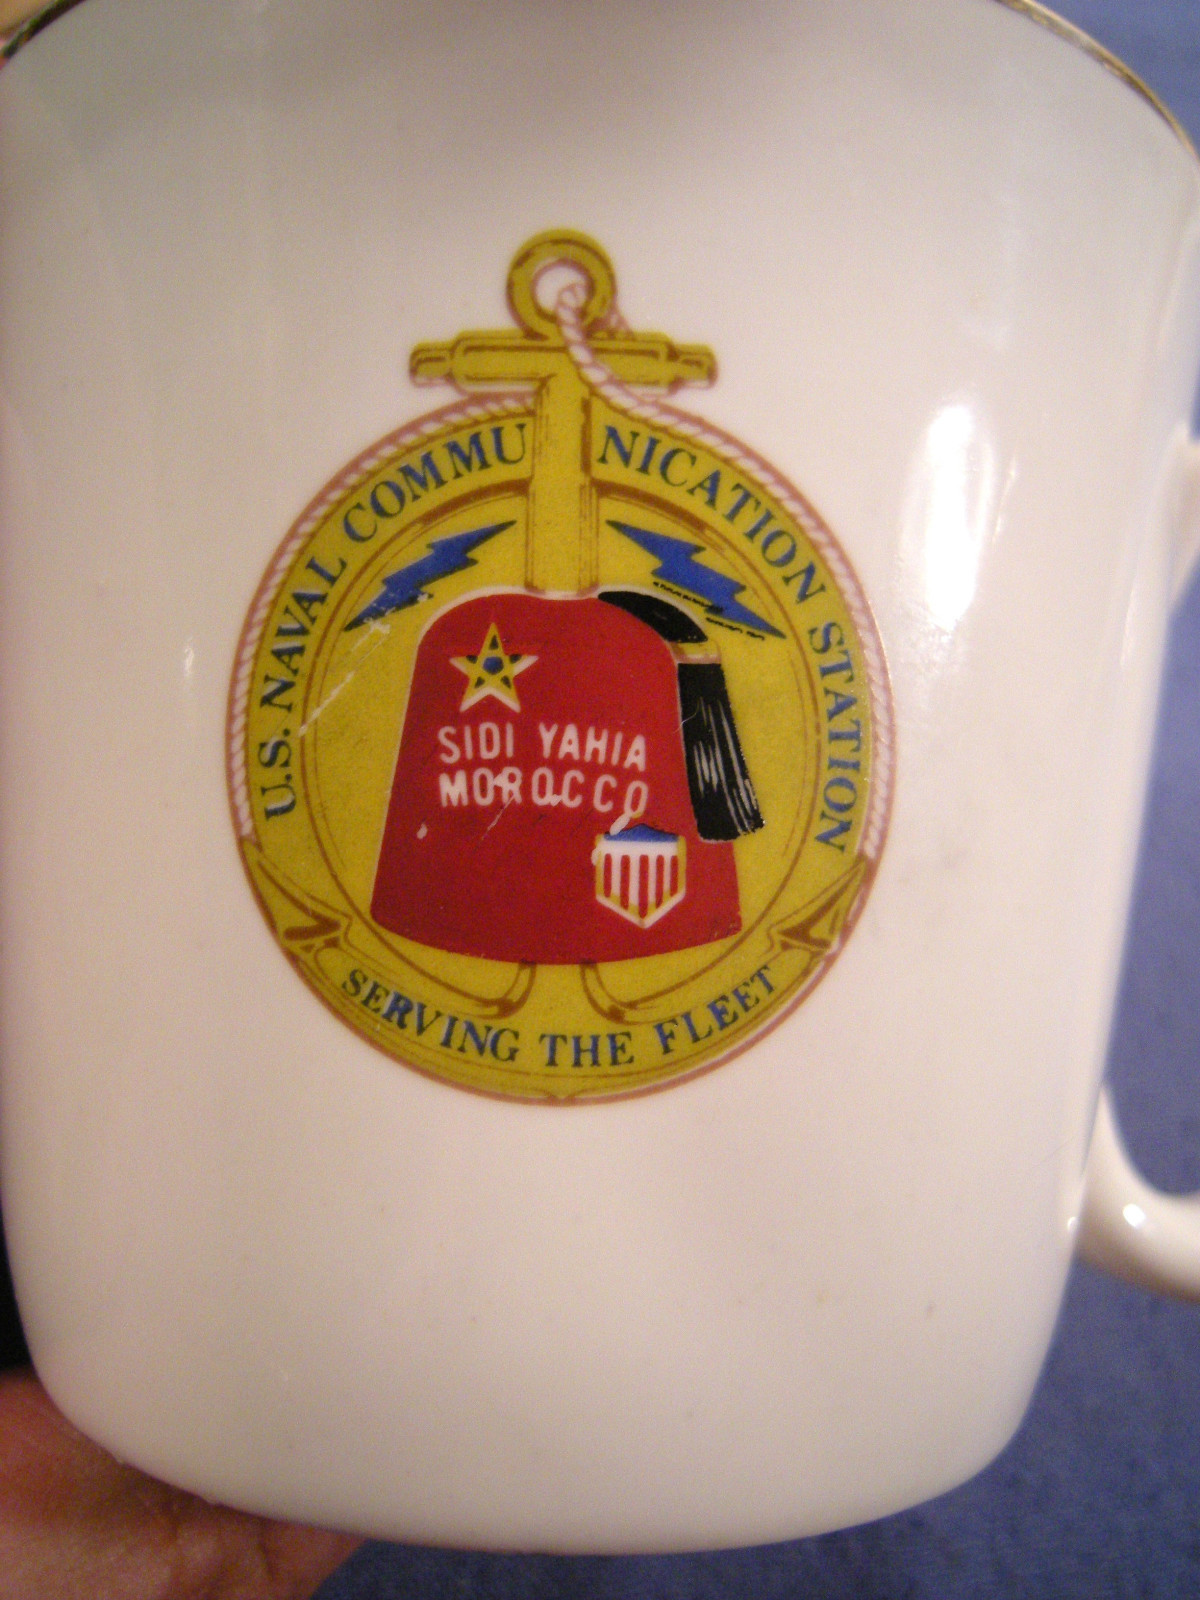 U.S. NAVAL COMMUNICATION STATION
SIDI YAHIA
MOROCCO
SERVING THE FLEET